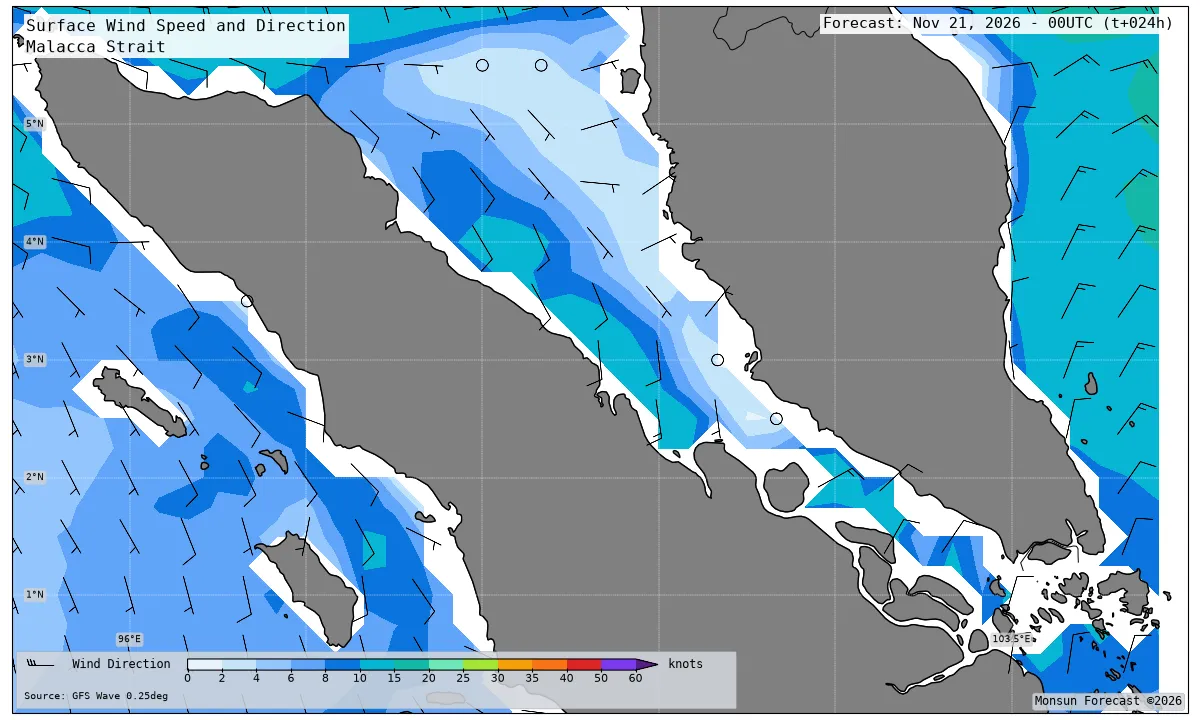 Surface Wind Speed and Direction
Malacca Strait
Forecast: Nov 21, 2026 - 00UTC (t+024h)
5°N
4°N
3°N
2°N
1°N
96°E
103.5°E
Wind Direction
0 2 4 6 8 10 15 20 25 30 35 40 50 60
knots
Source: GFS Wave 0.25deg
Monsun Forecast ©2026